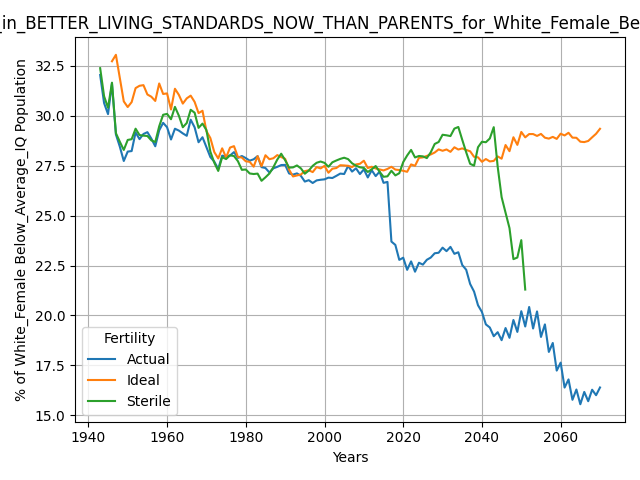 _in_BETTER_LIVING_STANDARDS_NOW_THAN_PARENTS_for_White_Female_Be
% of White_Female Below_Average_IQ Population
32.5
30.0
27.5
25.0
22.5
20.0
17.5
15.0
Fertility
Actual
Ideal
Sterile
1940
1960
1980
2000
2020
2040
2060
Years